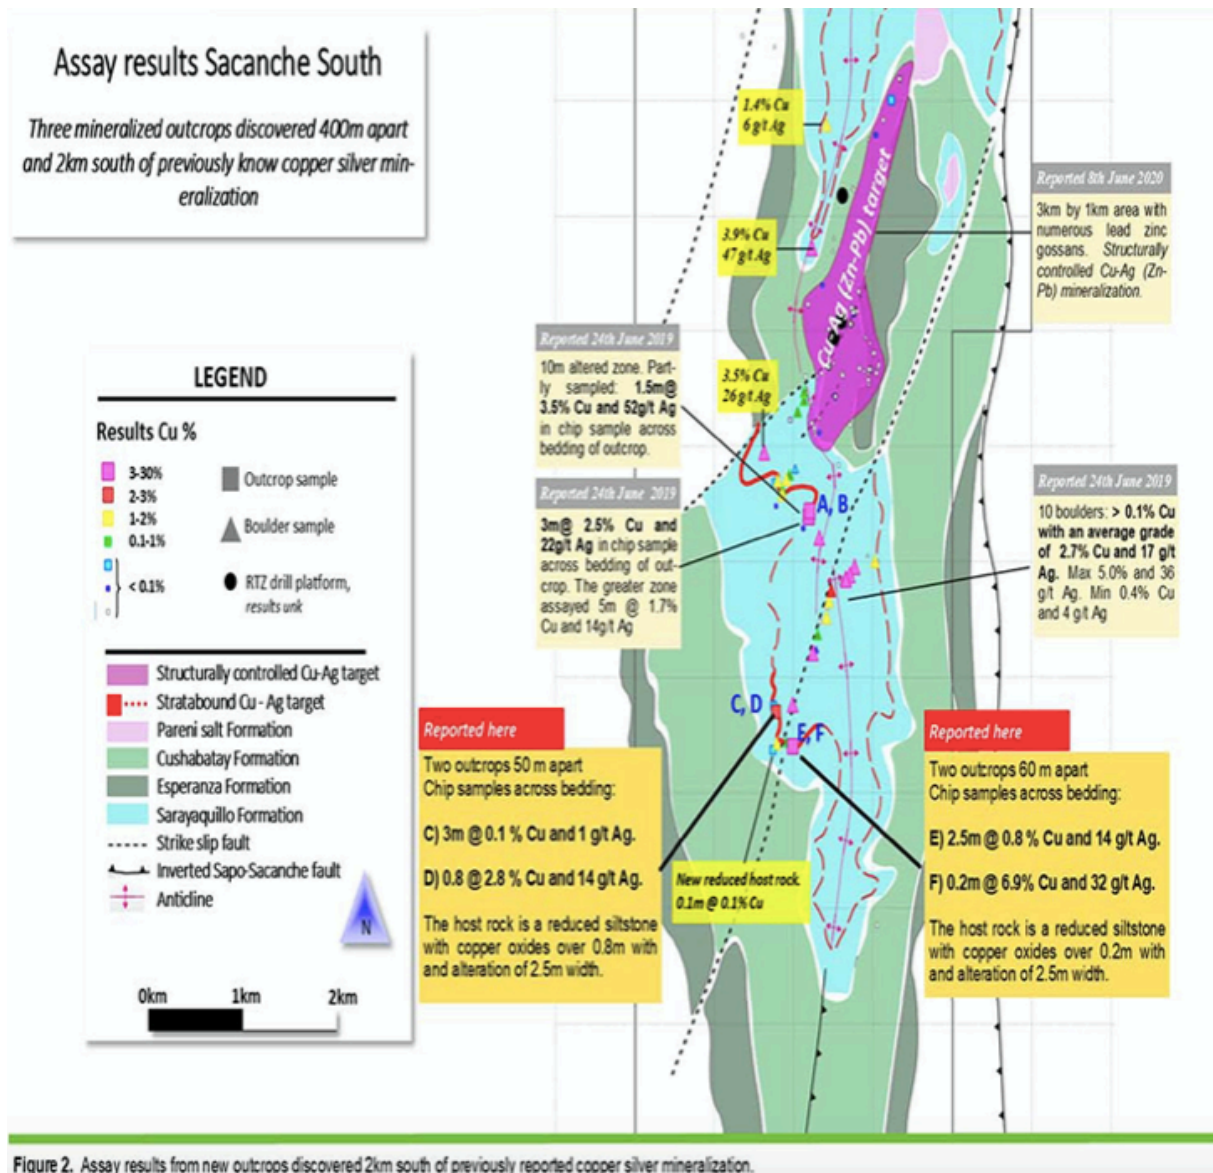 Assay results Sacanche South
Three mineralized outcrops discovered 400m apart
and 2km south of previously know copper silver min-
eralization
1.4% Cu
6 g/t Ag
3.9% Cu
47 g/t Ag
3.5% Cu
26 g/t Ag
Cu-Ag (Zn-Pb) target
Reported 8th June 2020
3km by 1km area with
numerous lead zinc
gossans. Structurally
controlled Cu-Ag (Zn-
Pb) mineralization.
Reported 24th June 2019
10m altered zone. Part-
ly sampled: 1.5m@
3.5% Cu and 52g/t Ag
in chip sample across
bedding of outcrop.
Reported 24th June 2019
3m@ 2.5% Cu and
22g/t Ag in chip sample
across bedding of out-
crop. The greater zone
assayed 5m @ 1.7%
Cu and 14g/t Ag
Reported 24th June 2019
10 boulders: > 0.1% Cu
with an average grade
of 2.7% Cu and 17 g/t
Ag. Max 5.0% and 36
g/t Ag. Min 0.4% Cu
and 4 g/t Ag
A, B
C, D
E, F
LEGEND
Results Cu %
3-30%
2-3%
1-2%
0.1-1%
< 0.1%
Outcrop sample
Boulder sample
RTZ drill platform,
results unk
Structurally controlled Cu-Ag target
Stratabound Cu - Ag target
Pareni salt Formation
Cushabatay Formation
Esperanza Formation
Sarayaquillo Formation
Strike slip fault
Inverted Sapo-Sacanche fault
Anticline
N
0km 1km 2km
Reported here
Two outcrops 50 m apart
Chip samples across bedding:
C) 3m @ 0.1 % Cu and 1 g/t Ag.
D) 0.8 @ 2.8 % Cu and 14 g/t Ag.
The host rock is a reduced siltstone
with copper oxides over 0.8m with
and alteration of 2.5m width.
New reduced host rock.
0.1m @ 0.1% Cu
Reported here
Two outcrops 60 m apart
Chip samples across bedding:
E) 2.5m @ 0.8 % Cu and 14 g/t Ag.
F) 0.2m @ 6.9% Cu and 32 g/t Ag.
The host rock is a reduced siltstone
with copper oxides over 0.2m with
and alteration of 2.5m width.
Figure 2. Assay results from new outcrops discovered 2km south of previously reported copper silver mineralization.